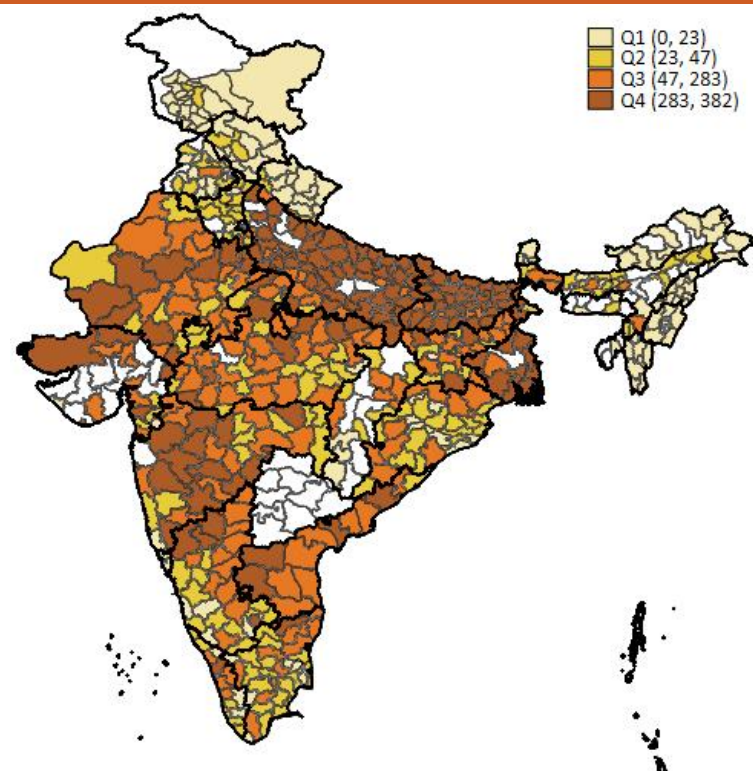 Q1 (0, 23)
Q2 (23, 47)
Q3 (47, 283)
Q4 (283, 382)